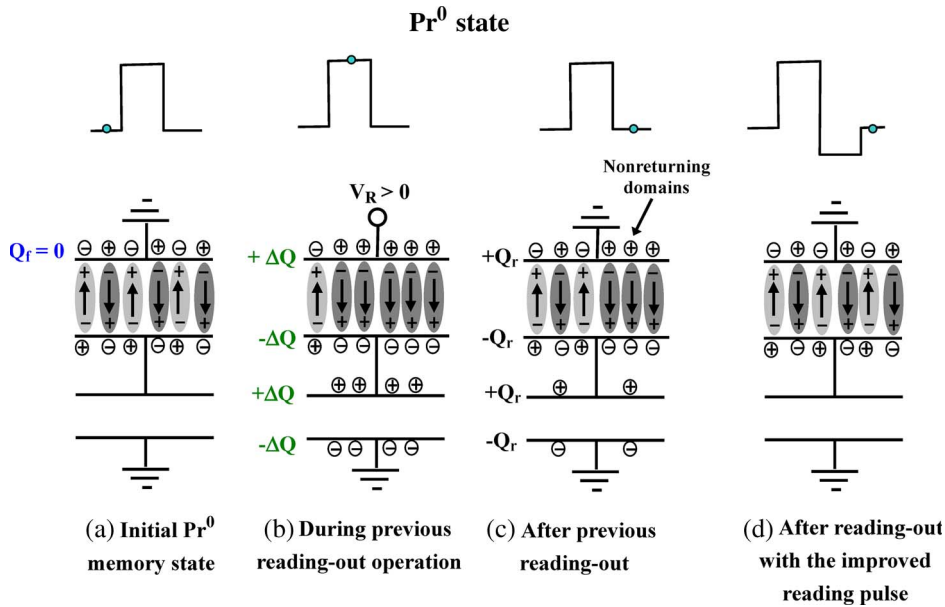 Pr⁰ state
Nonreturning
domains
V_R > 0
Q_f = 0
+ ΔQ
-ΔQ
+ΔQ
-ΔQ
+Q_r
-Q_r
+Q_r
-Q_r
(a) Initial Pr⁰
memory state
(b) During previous
reading-out operation
(c) After previous
reading-out
(d) After reading-out
with the improved
reading pulse